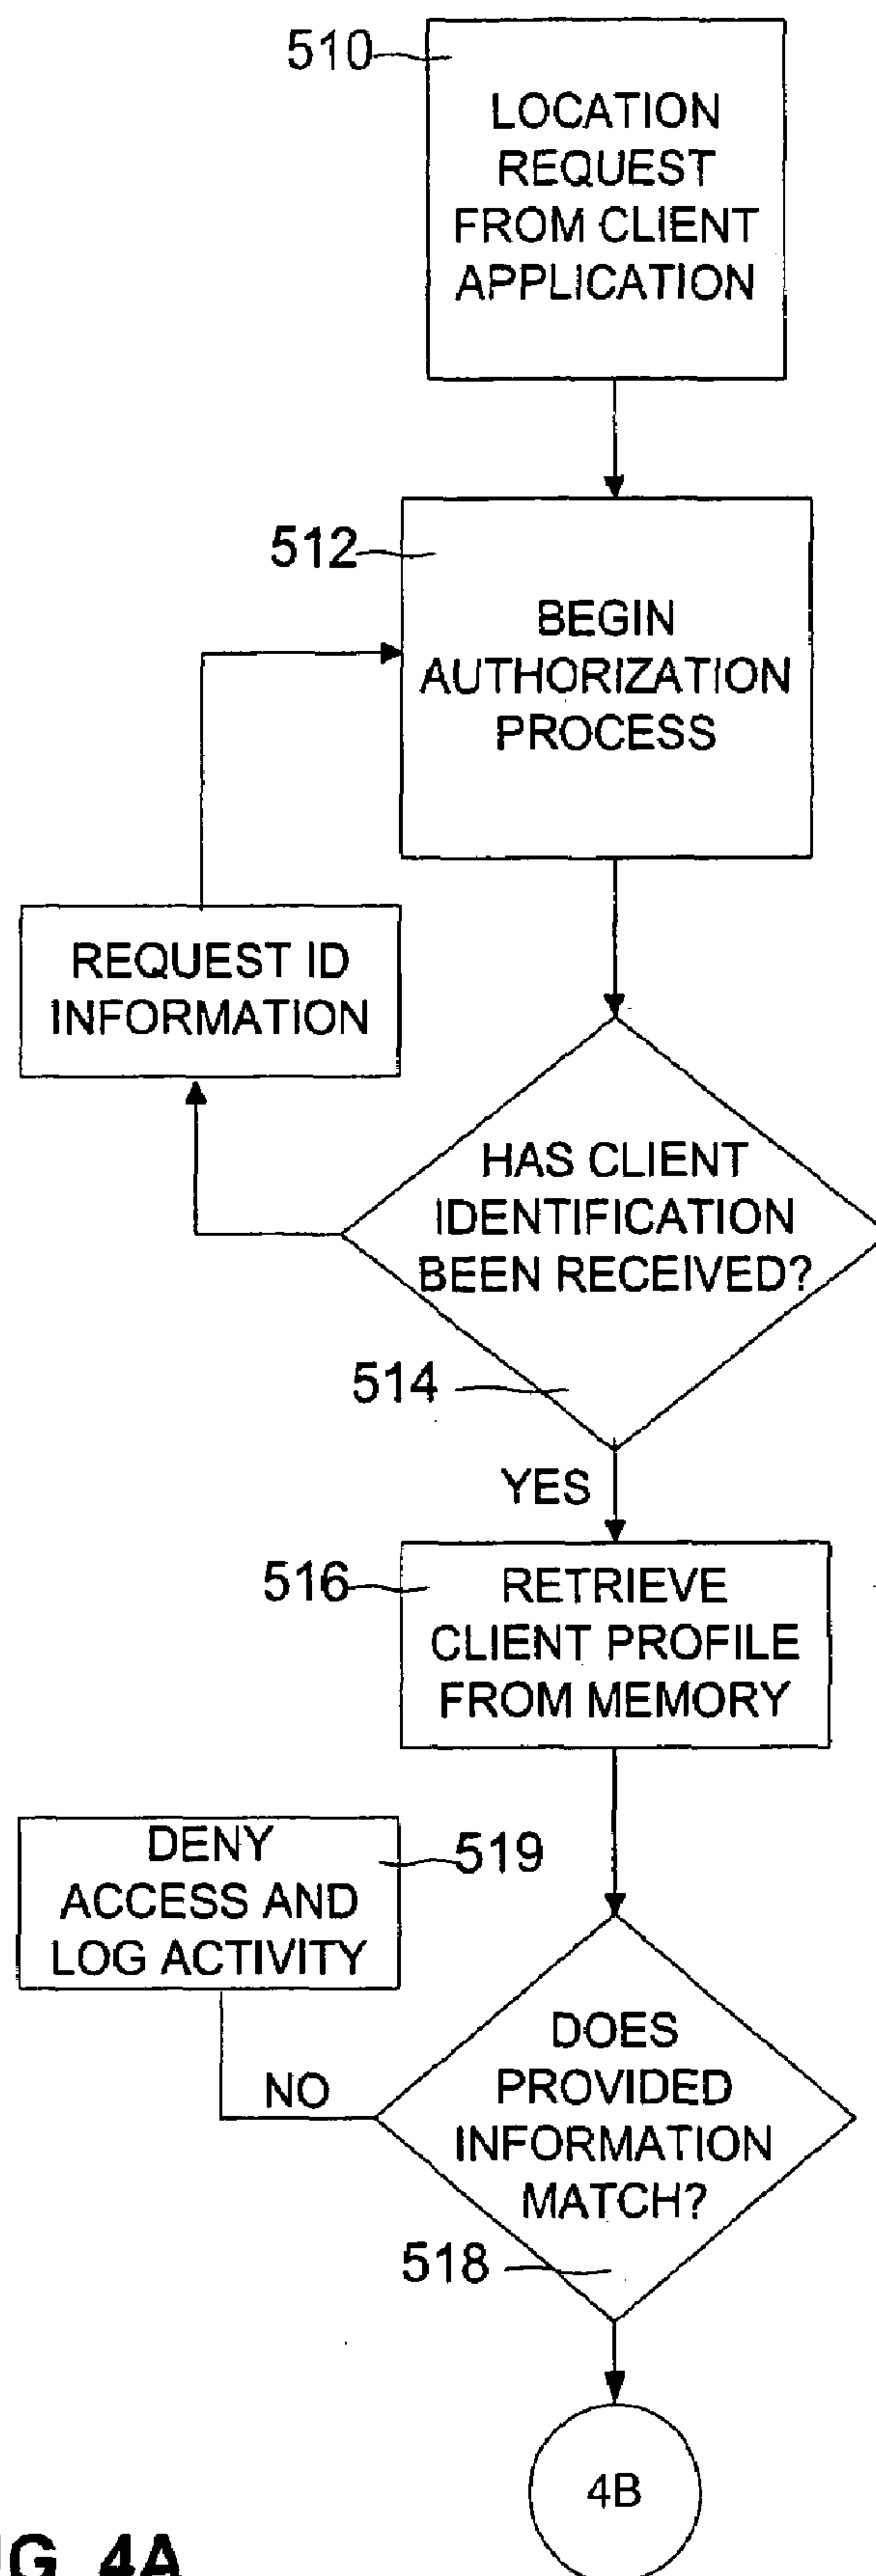 510
LOCATION
REQUEST
FROM CLIENT
APPLICATION
512
BEGIN
AUTHORIZATION
PROCESS
REQUEST ID
INFORMATION
HAS CLIENT
IDENTIFICATION
BEEN RECEIVED?
514
YES
516
RETRIEVE
CLIENT PROFILE
FROM MEMORY
DENY
ACCESS AND
LOG ACTIVITY
519
DOES
PROVIDED
INFORMATION
MATCH?
NO
518
4B
4A